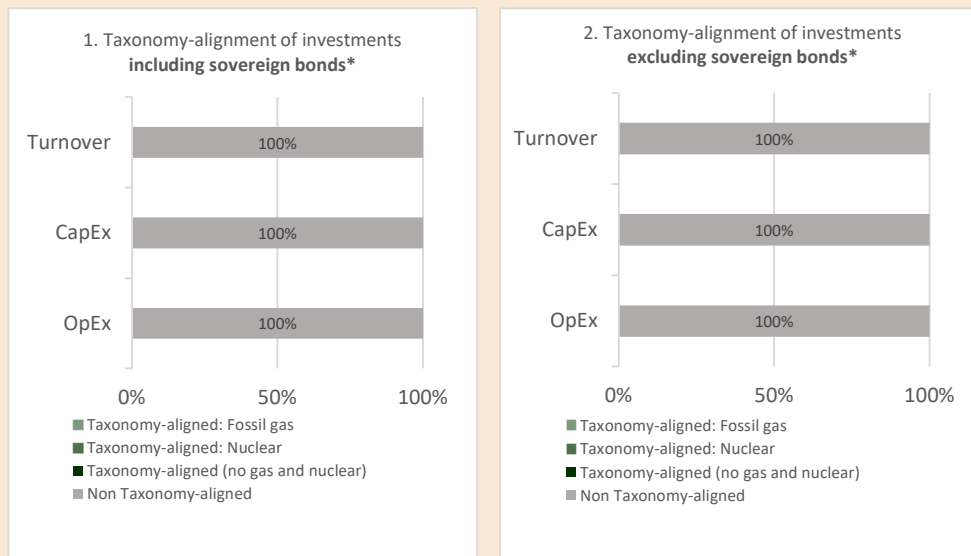 1. Taxonomy-alignment of investments
including sovereign bonds*
Turnover
100%
CapEx
100%
OpEx
100%
0%
50%
100%
Taxonomy-aligned: Fossil gas
Taxonomy-aligned: Nuclear
Taxonomy-aligned (no gas and nuclear)
Non Taxonomy-aligned
2. Taxonomy-alignment of investments
excluding sovereign bonds*
Turnover
100%
CapEx
100%
OpEx
100%
0%
50%
100%
Taxonomy-aligned: Fossil gas
Taxonomy-aligned: Nuclear
Taxonomy-aligned (no gas and nuclear)
Non Taxonomy-aligned